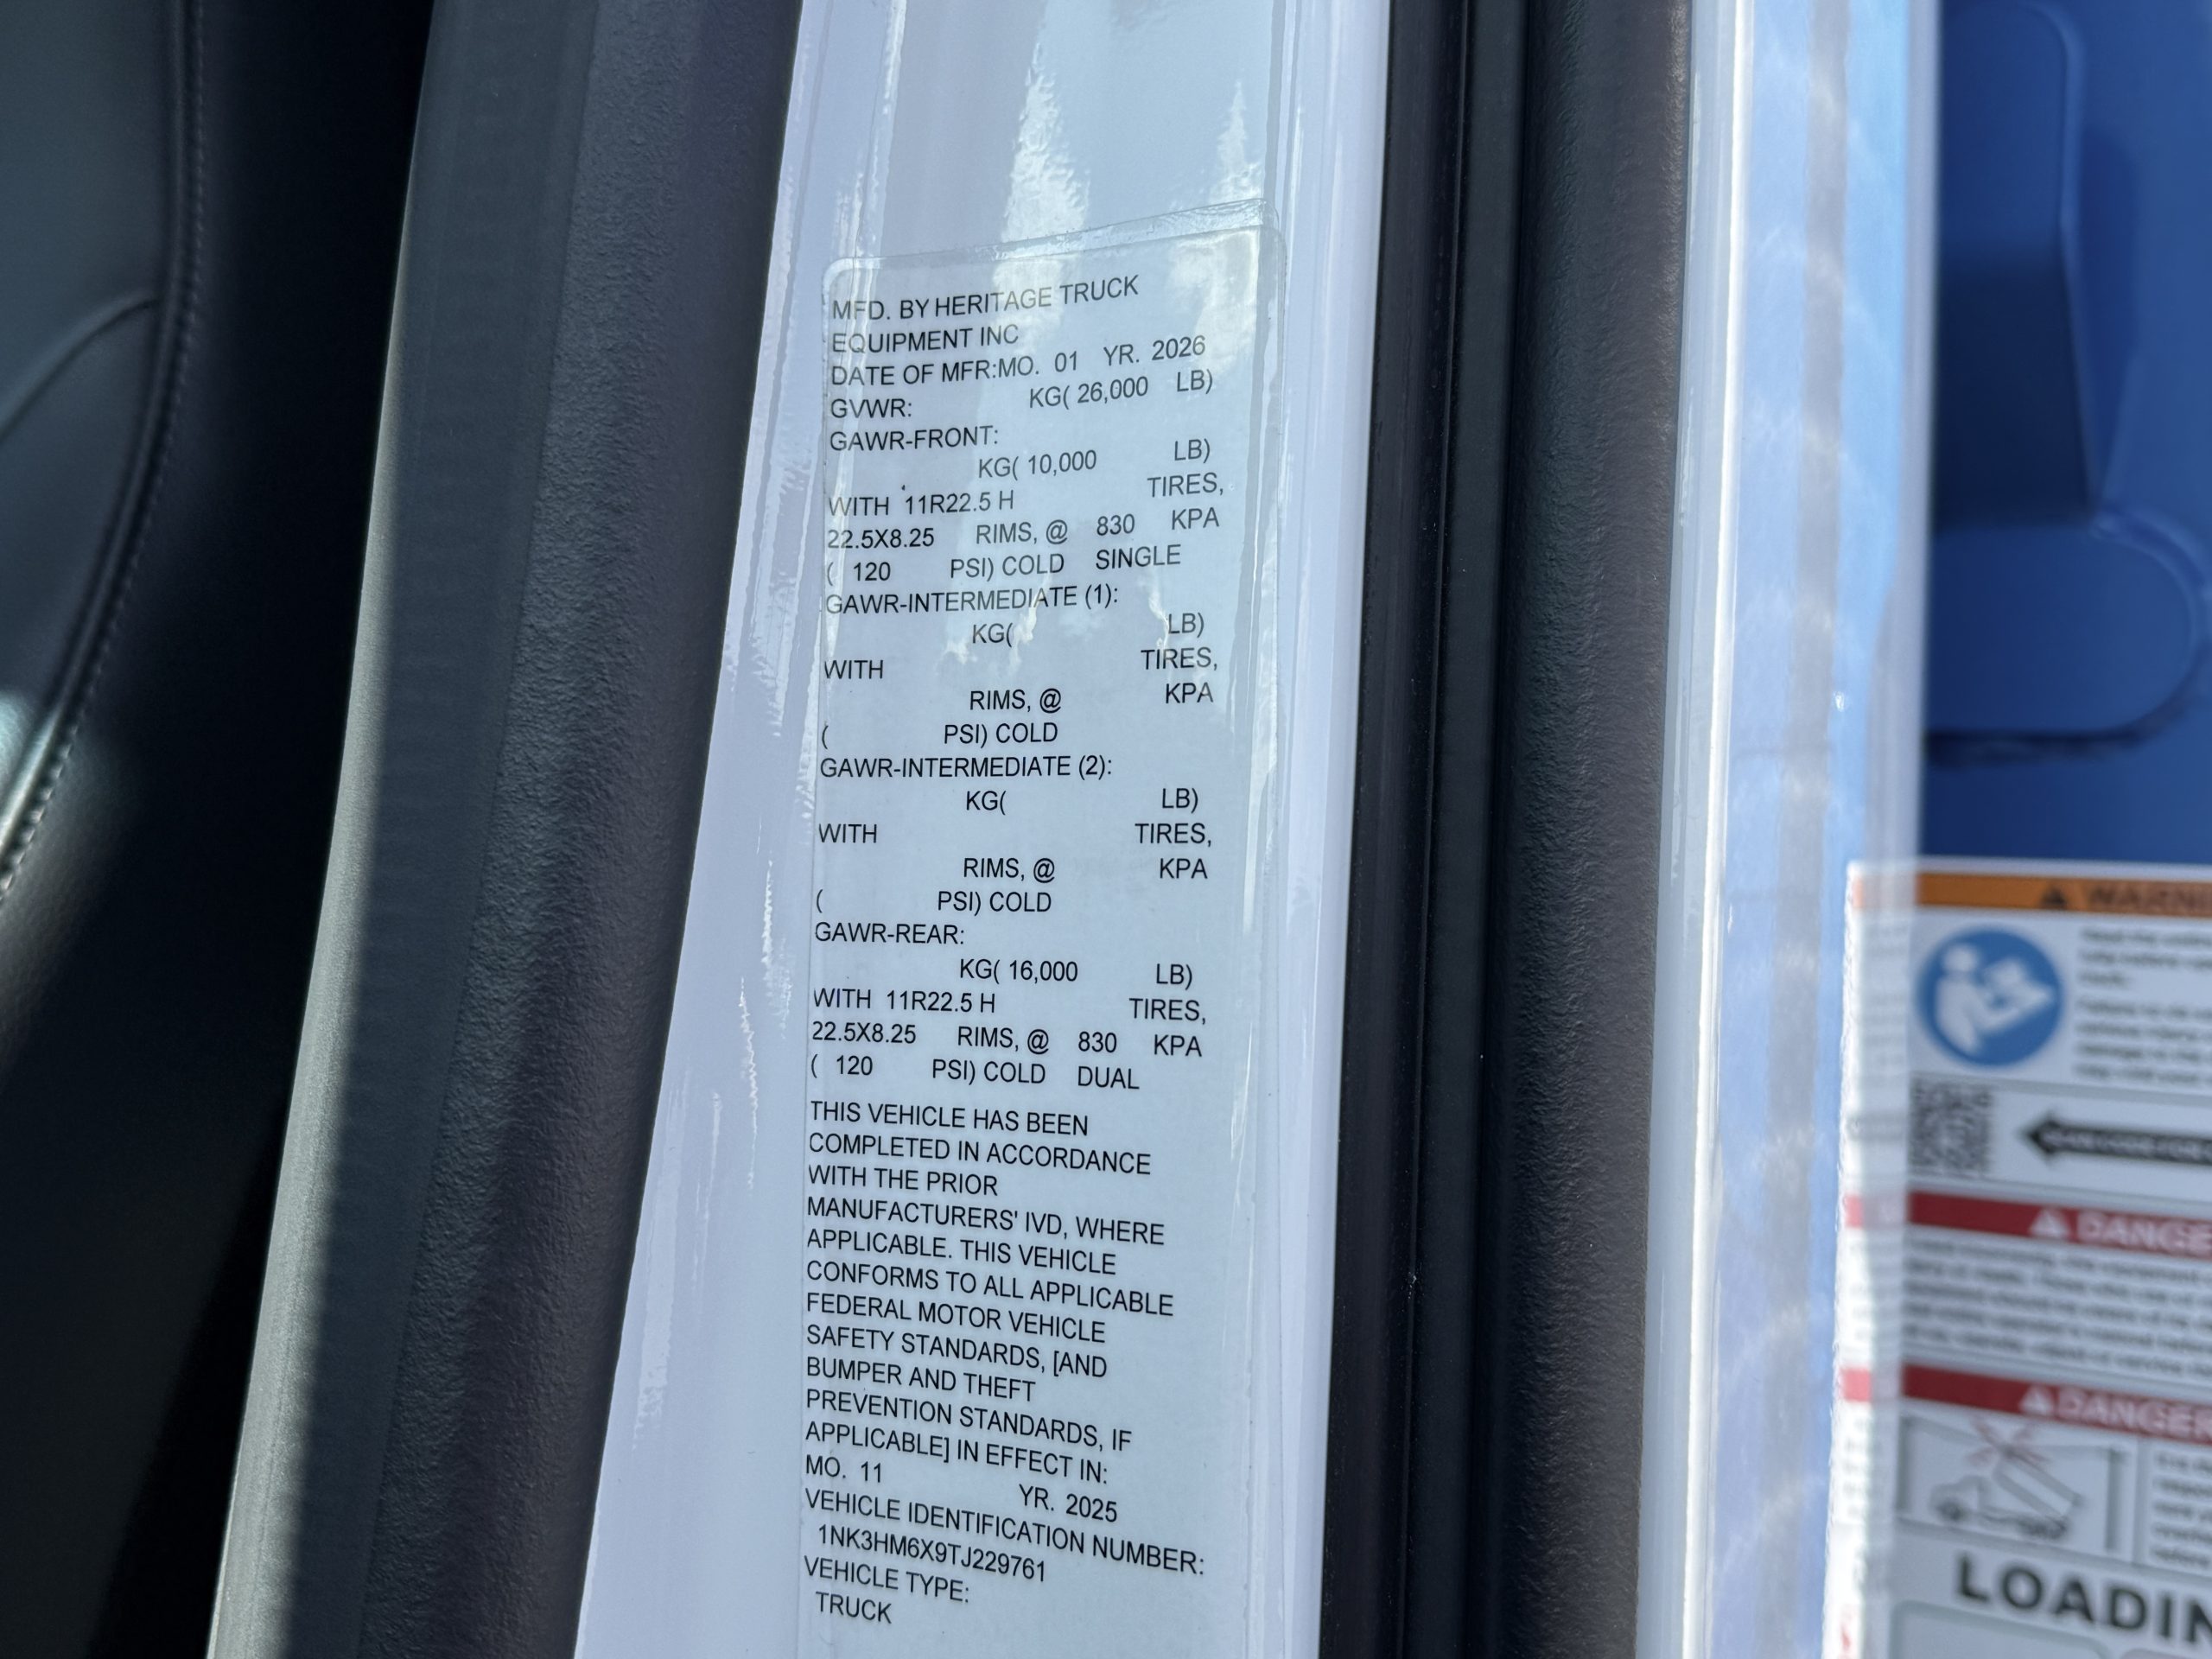 MFD. BY HERITAGE TRUCK
EQUIPMENT INC
DATE OF MFR:MO. 01 YR. 2026
GVWR: KG( 26,000 LB)
GAWR-FRONT:
KG( 10,000 LB)
WITH 11R22.5 H TIRES,
22.5X8.25 RIMS, @ 830 KPA
( 120 PSI) COLD SINGLE
GAWR-INTERMEDIATE (1):
KG( LB)
WITH TIRES,
RIMS, @ KPA
( PSI) COLD
GAWR-INTERMEDIATE (2):
KG( LB)
WITH TIRES,
RIMS, @ KPA
( PSI) COLD
GAWR-REAR:
KG( 16,000 LB)
WITH 11R22.5 H TIRES,
22.5X8.25 RIMS, @ 830 KPA
( 120 PSI) COLD DUAL
THIS VEHICLE HAS BEEN
COMPLETED IN ACCORDANCE
WITH THE PRIOR
MANUFACTURERS' IVD, WHERE
APPLICABLE. THIS VEHICLE
CONFORMS TO ALL APPLICABLE
FEDERAL MOTOR VEHICLE
SAFETY STANDARDS, [AND
BUMPER AND THEFT
PREVENTION STANDARDS, IF
APPLICABLE] IN EFFECT IN:
MO. 11 YR. 2025
VEHICLE IDENTIFICATION NUMBER:
1NK3HM6X9TJ229761
VEHICLE TYPE:
TRUCK
WARNI
DANGE
DANGER
LOADIN